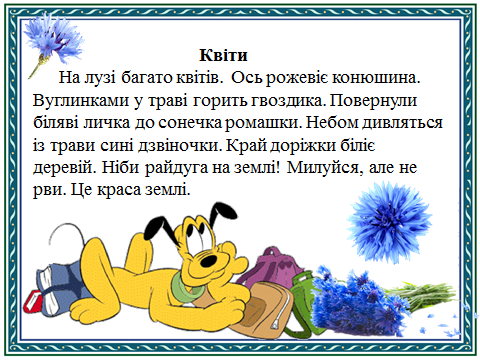 Квіти
На лузі багато квітів. Ось рожевіє конюшина.
Вуглинками у траві горить гвоздика. Повернули
біляві личка до сонечка ромашки. Небом дивляться
із трави сині дзвіночки. Край доріжки біліє
деревій. Ніби райдуга на землі! Милуйся, але не
рви. Це краса землі.